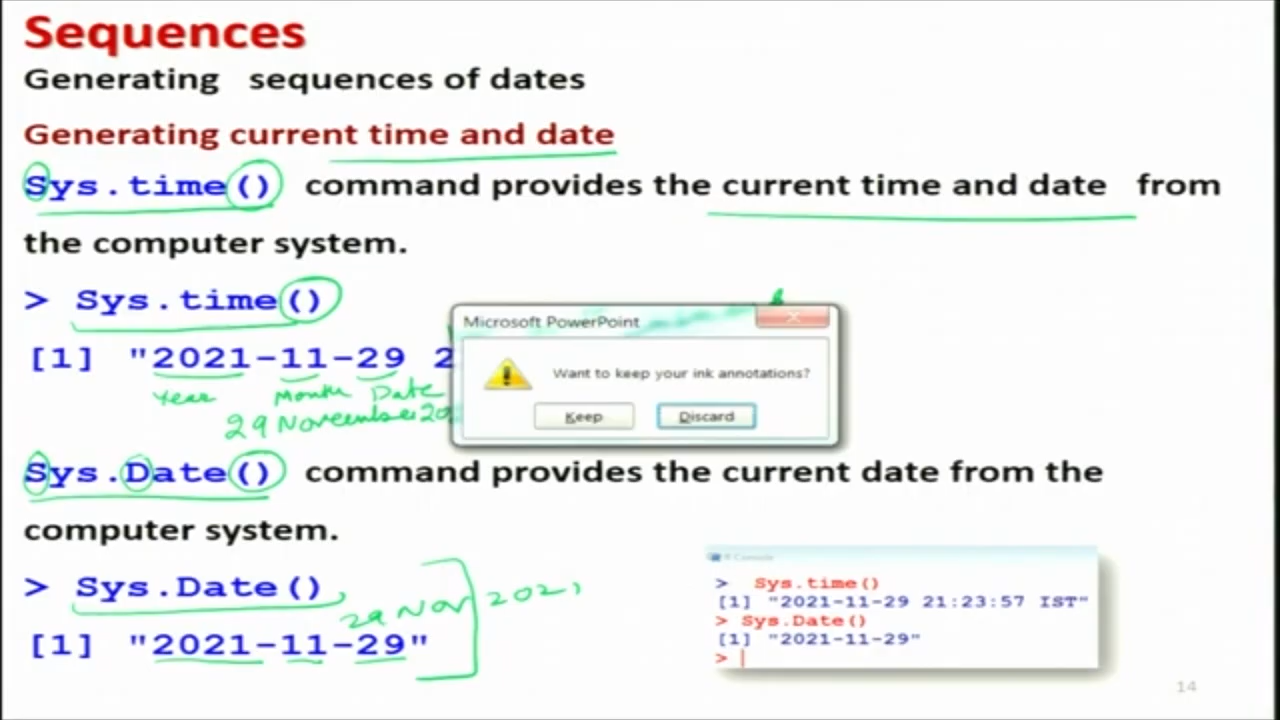 Sequences
Generating sequences of dates
Generating current time and date
Sys.time() command provides the current time and date from
the computer system.
> Sys.time()
[1] "2021-11-29 2
Year Month Date
29 November 20
Microsoft PowerPoint
Want to keep your ink annotations?
Keep Discard
Sys.Date() command provides the current date from the
computer system.
> Sys.Date()
29 Nov 2021
[1] "2021-11-29"
R Console
> Sys.time()
[1] "2021-11-29 21:23:57 IST"
> Sys.Date()
[1] "2021-11-29"
>
14